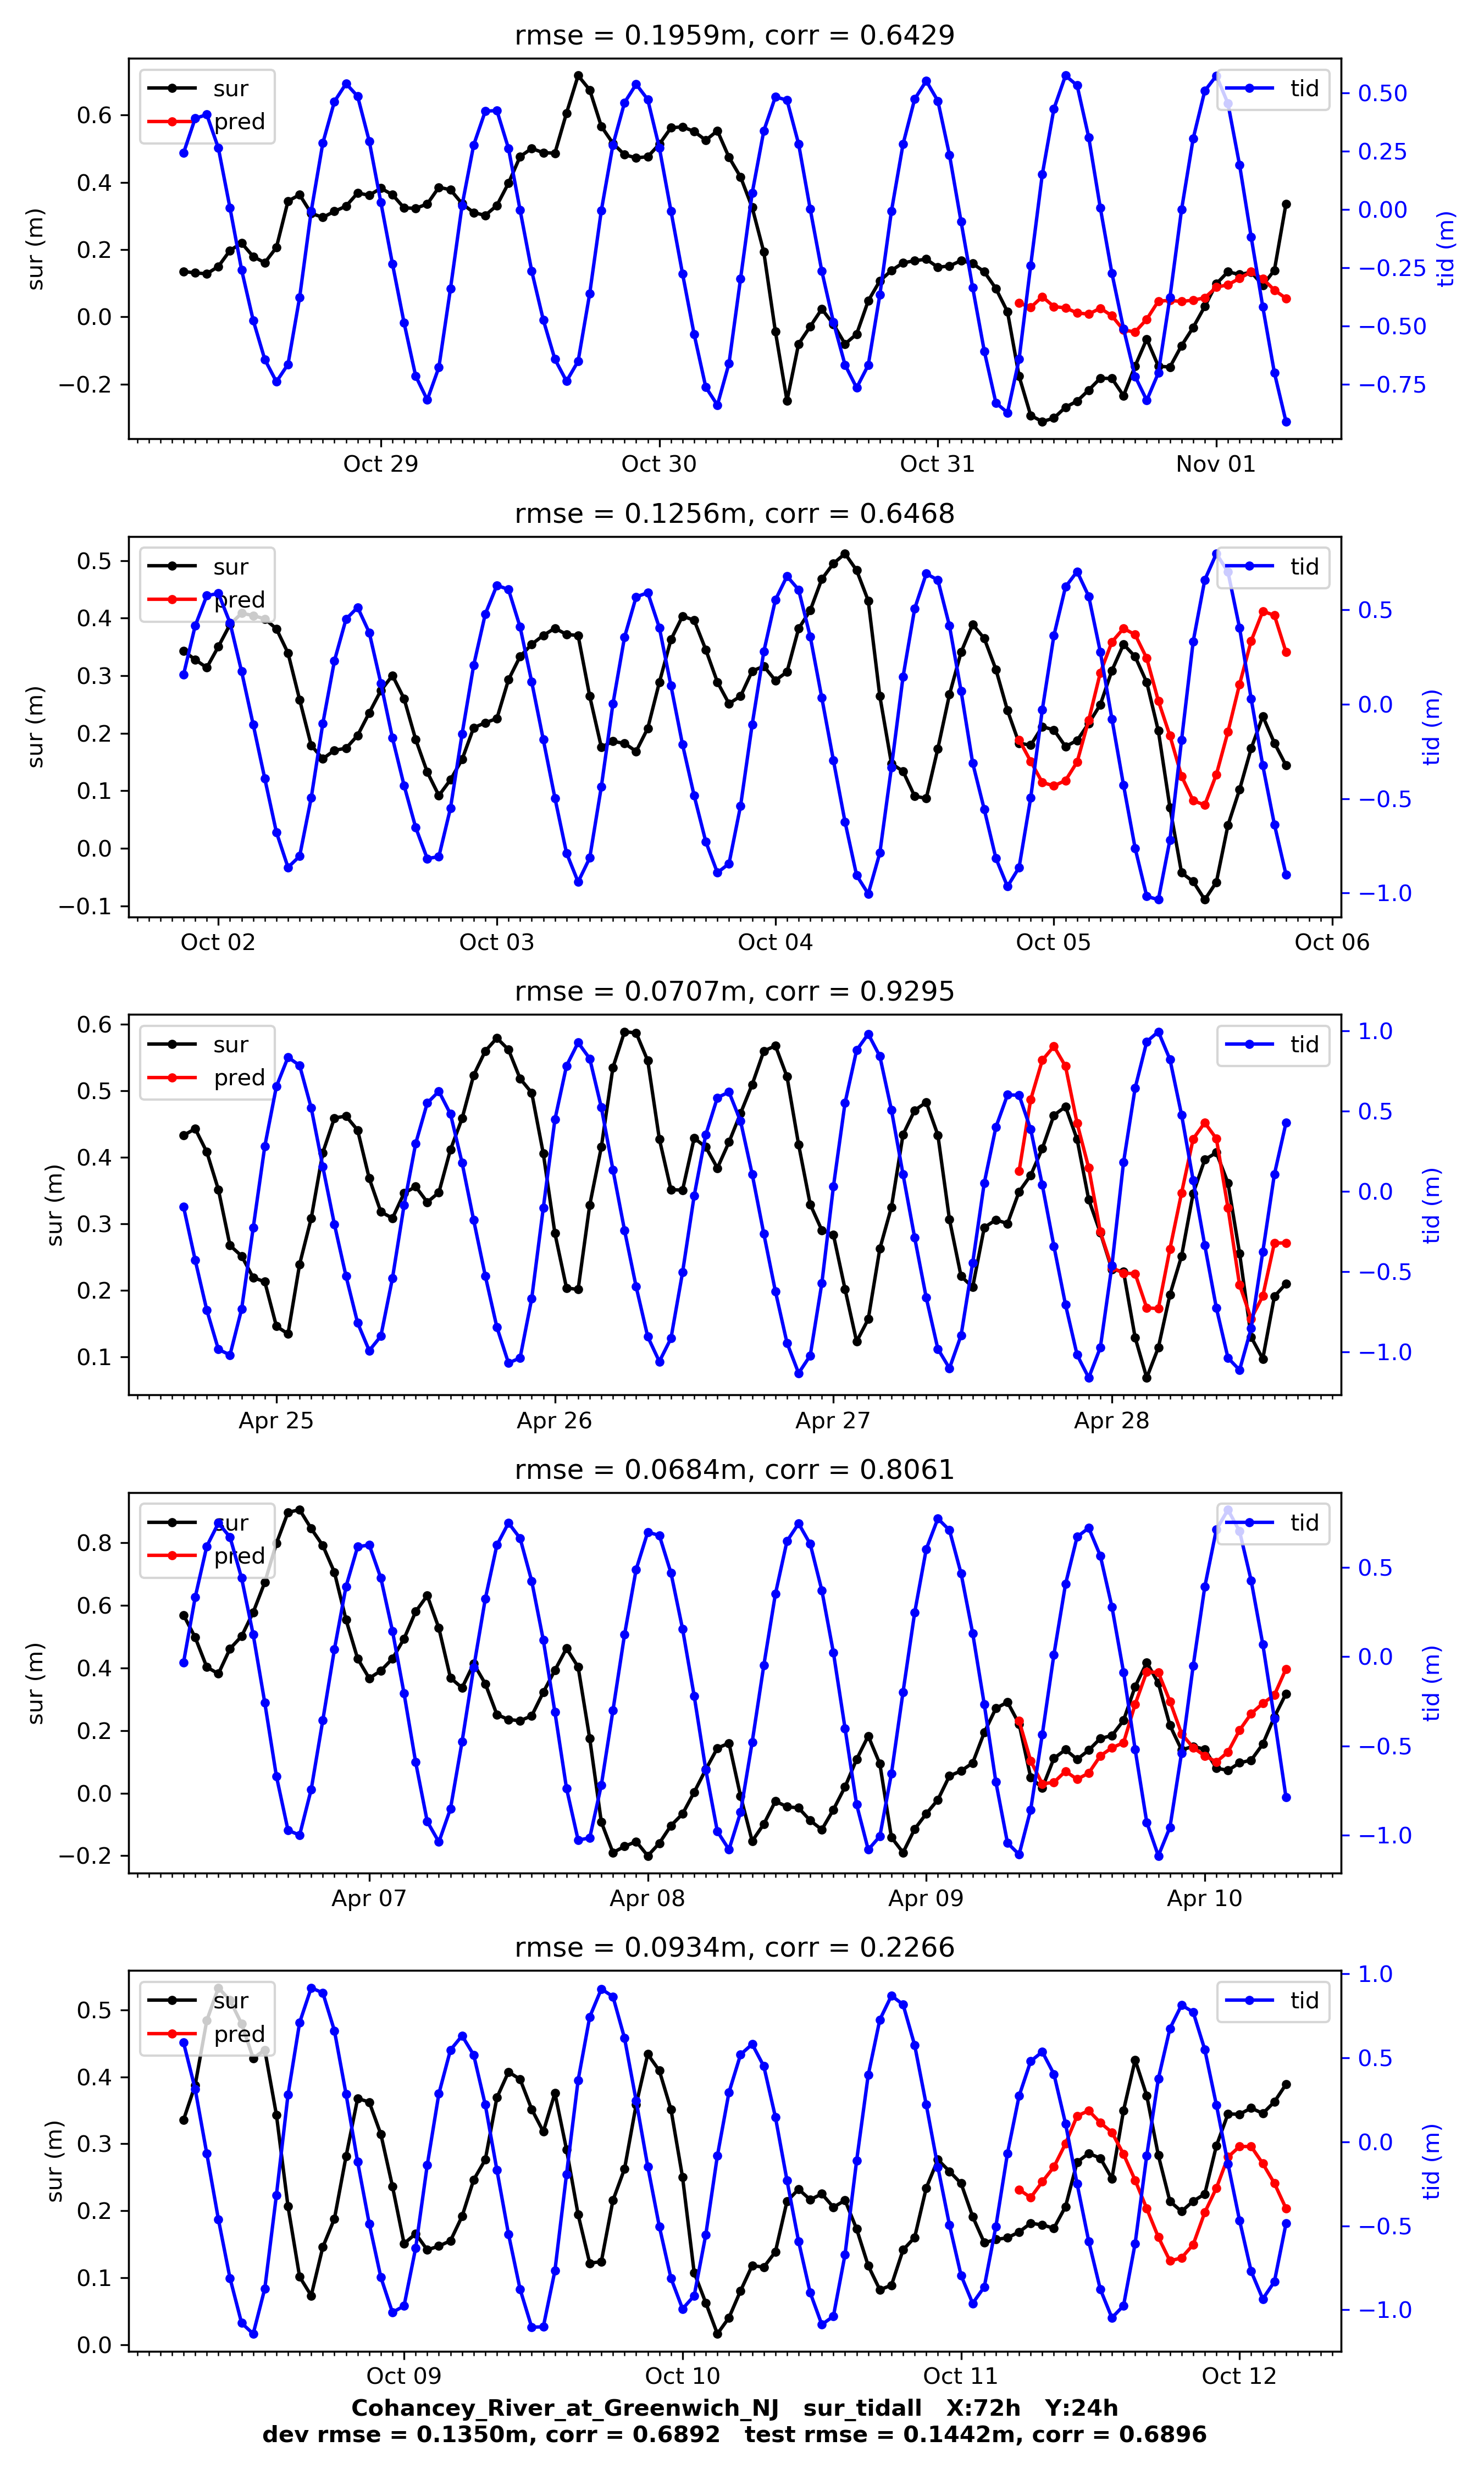 rmse = 0.1959m, corr = 0.6429
sur
pred
tid
0.6
0.4
0.2
0.0
−0.2
sur (m)
0.50
0.25
0.00
−0.25
−0.50
−0.75
tid (m)
Oct 29 Oct 30 Oct 31 Nov 01
rmse = 0.1256m, corr = 0.6468
sur
pred
tid
0.5
0.4
0.3
0.2
0.1
0.0
−0.1
sur (m)
0.5
0.0
−0.5
−1.0
tid (m)
Oct 02 Oct 03 Oct 04 Oct 05 Oct 06
rmse = 0.0707m, corr = 0.9295
sur
pred
tid
0.6
0.5
0.4
0.3
0.2
0.1
sur (m)
1.0
0.5
0.0
−0.5
−1.0
tid (m)
Apr 25 Apr 26 Apr 27 Apr 28
rmse = 0.0684m, corr = 0.8061
sur
pred
tid
0.8
0.6
0.4
0.2
0.0
−0.2
sur (m)
0.5
0.0
−0.5
−1.0
tid (m)
Apr 07 Apr 08 Apr 09 Apr 10
rmse = 0.0934m, corr = 0.2266
sur
pred
tid
0.5
0.4
0.3
0.2
0.1
0.0
sur (m)
1.0
0.5
0.0
−0.5
−1.0
tid (m)
Oct 09 Oct 10 Oct 11 Oct 12
Cohancey_River_at_Greenwich_NJ sur_tidall X:72h Y:24h
dev rmse = 0.1350m, corr = 0.6892 test rmse = 0.1442m, corr = 0.6896